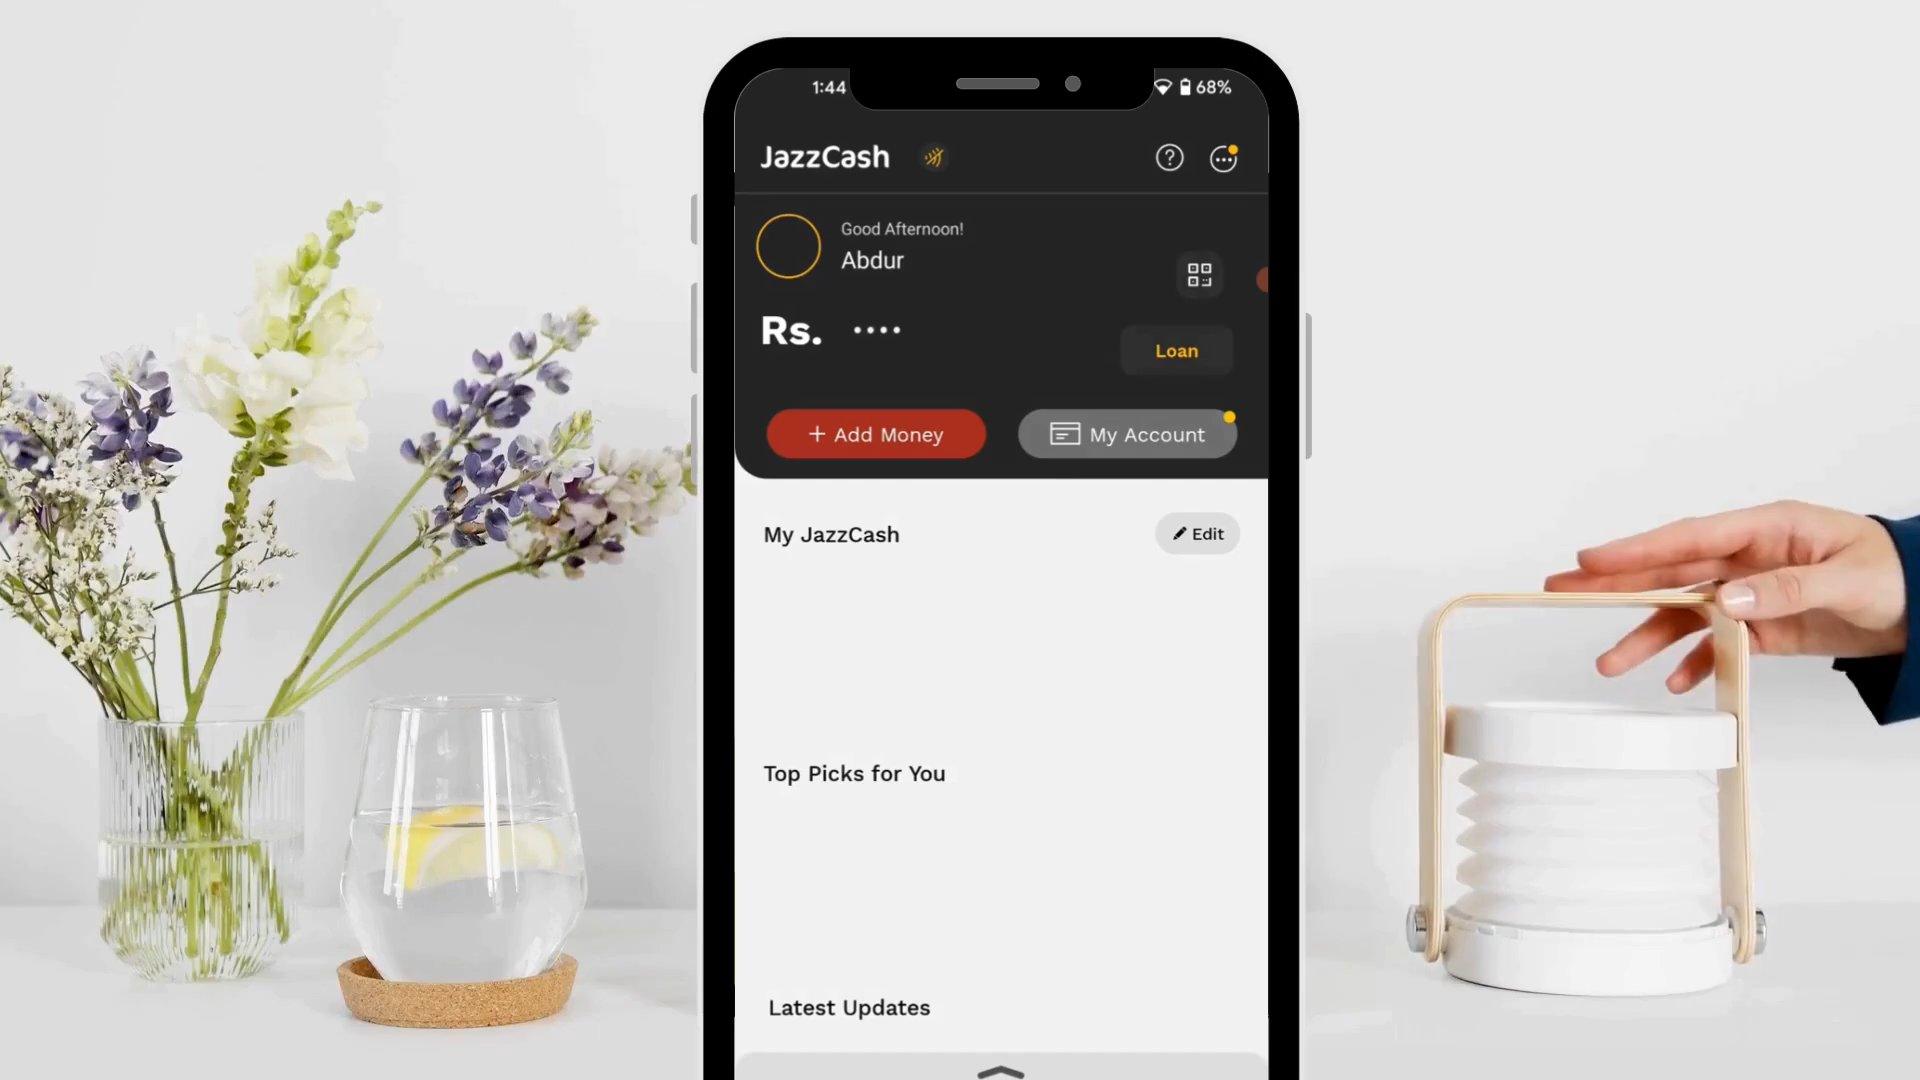 1:44
68%
JazzCash
Good Afternoon!
Abdur
Rs. ••••
Loan
+ Add Money
My Account
My JazzCash
Edit
Top Picks for You
Latest Updates